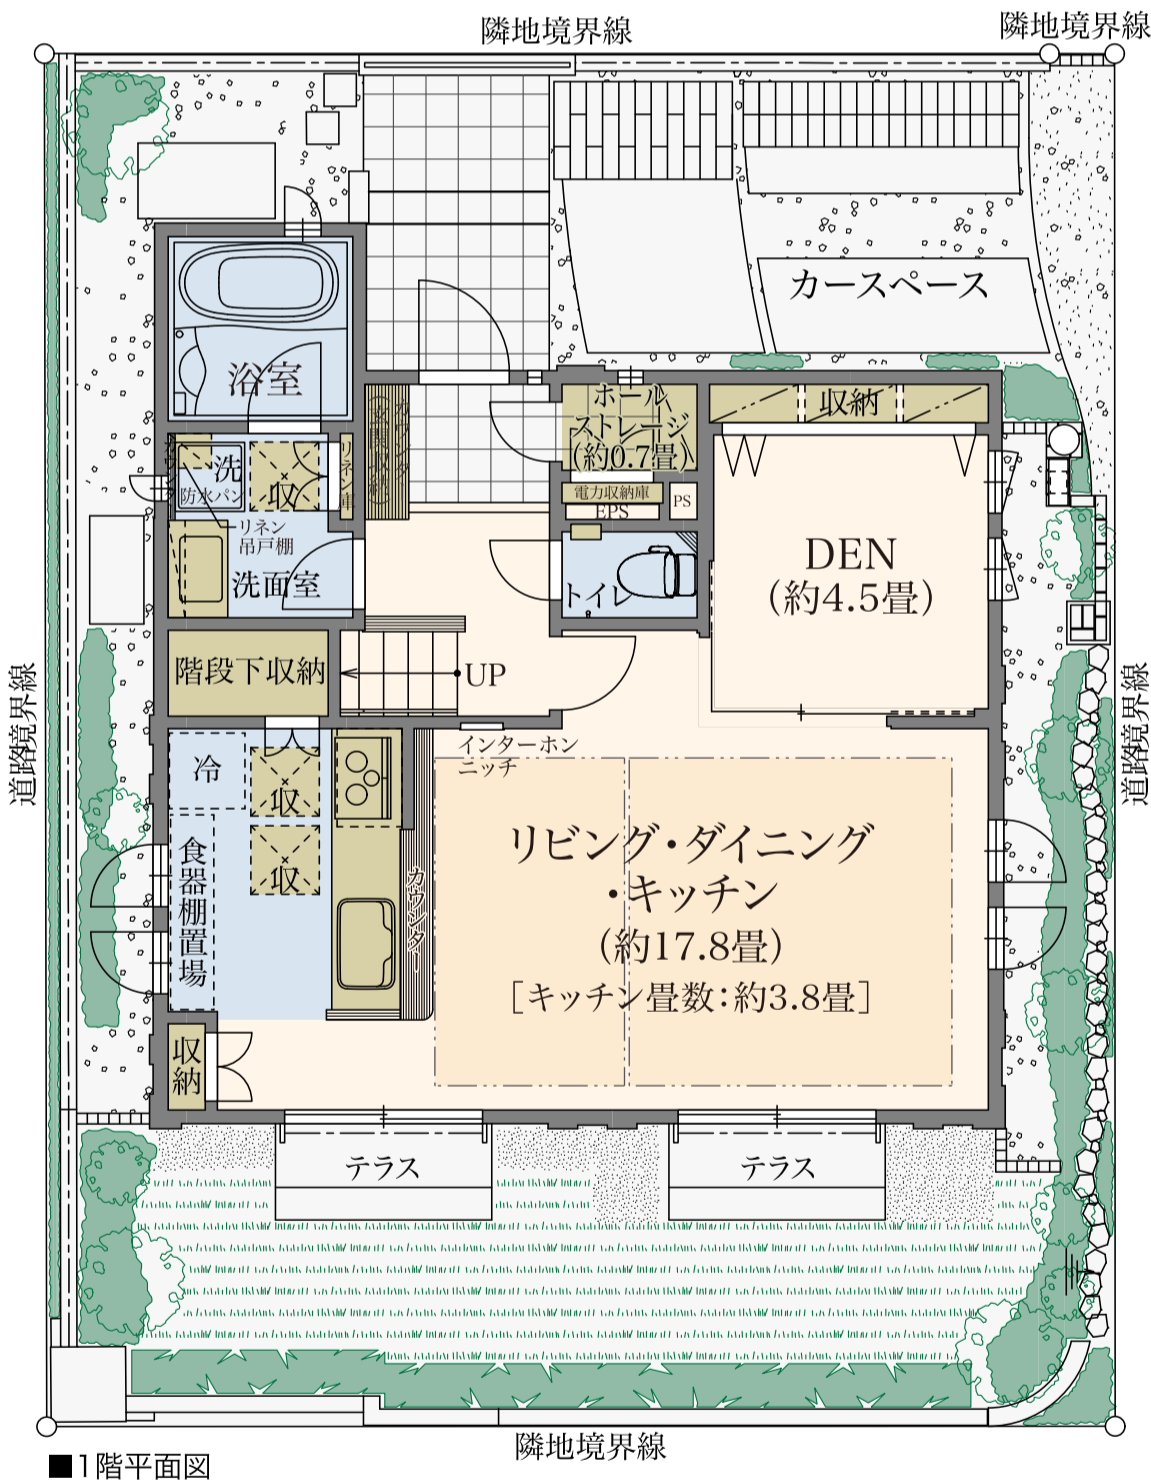 隣地境界線
隣地境界線
カースペース
浴室
ホール
ストレージ
(約0.7畳)
収納
カウンター
リネン庫
洗
防水パン
収
電力収納庫
EPS
PS
リネン
吊戸棚
洗面室
トイレ
DEN
(約4.5畳)
階段下収納
UP
道路境界線
道路境界線
インターホン
ニッチ
冷
収
収
食器棚置場
カウンター
リビング・ダイニング
・キッチン
(約17.8畳)
[キッチン畳数:約3.8畳]
収納
テラス
テラス
隣地境界線
■1階平面図